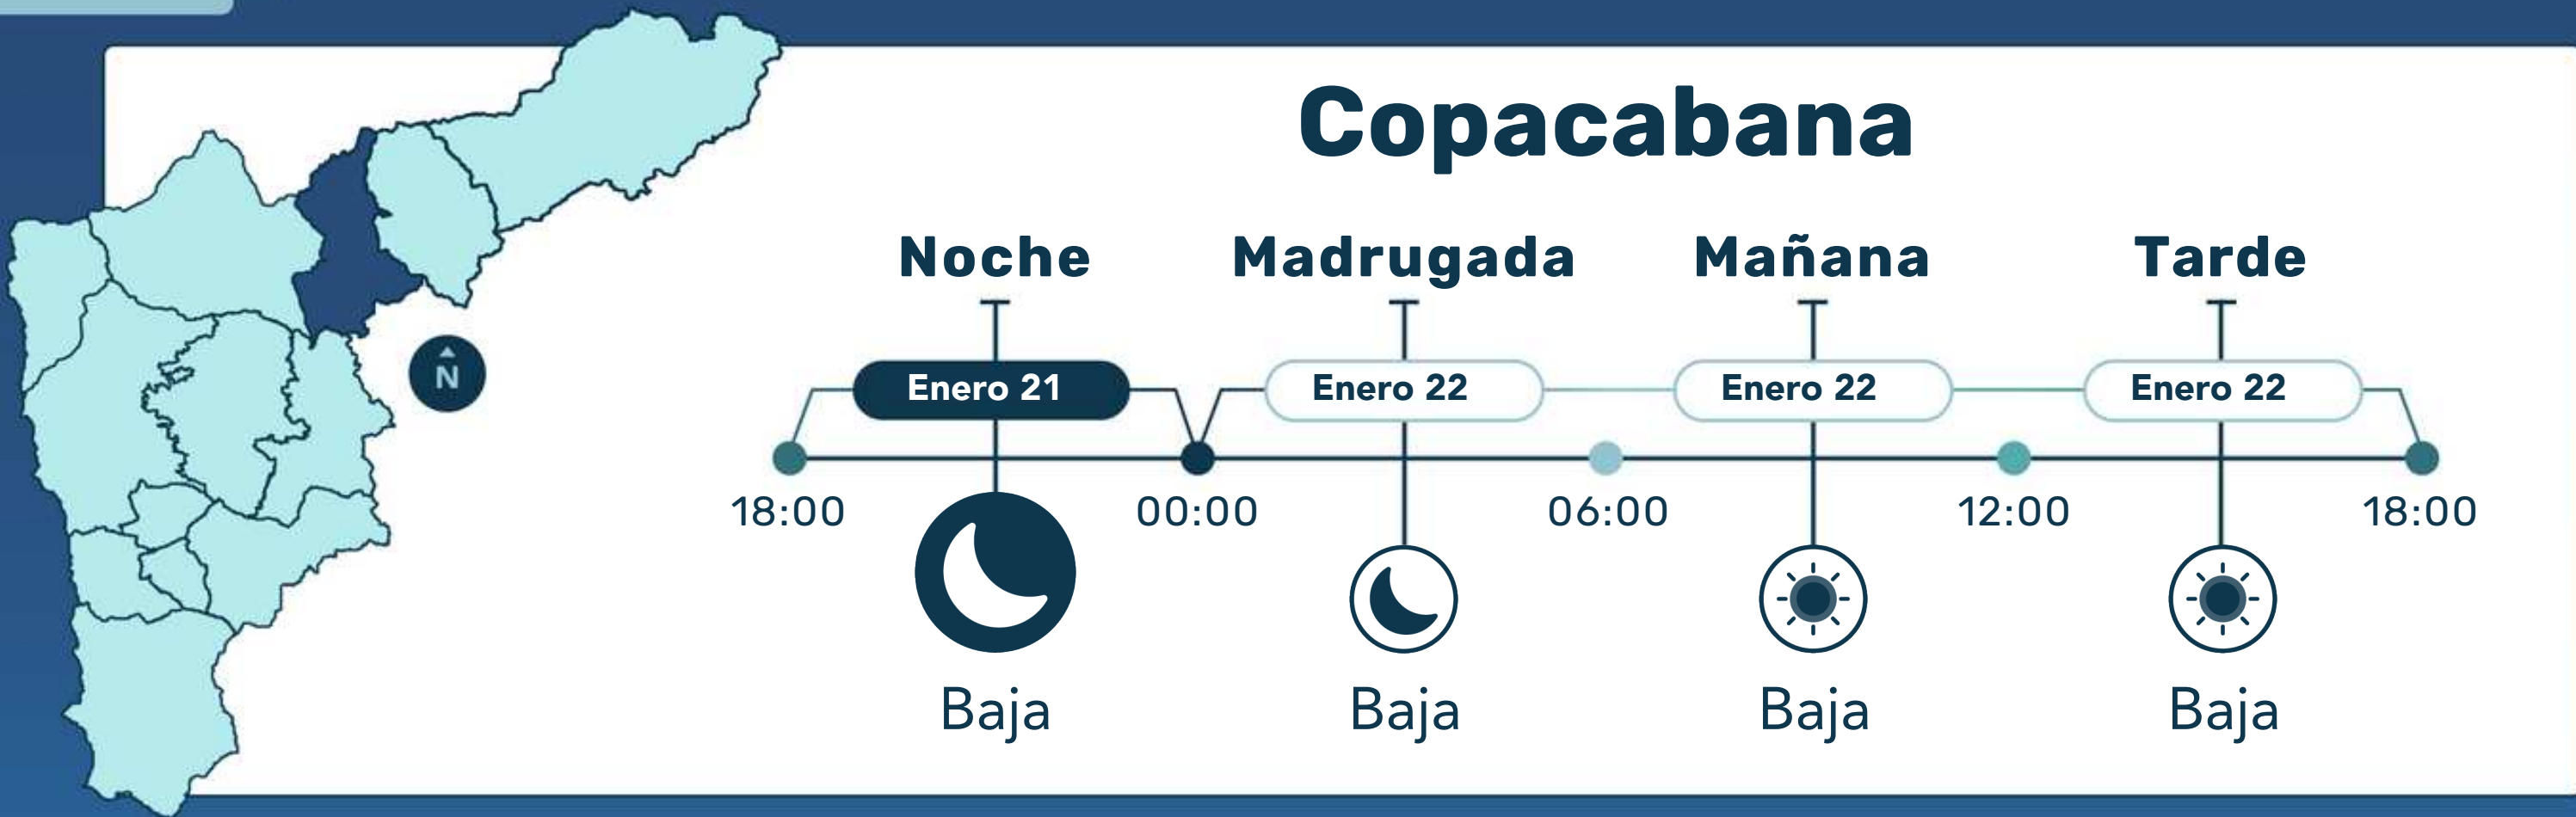 Copacabana
Noche Madrugada Mañana Tarde
Enero 21 Enero 22 Enero 22 Enero 22
N
18:00 00:00 06:00 12:00 18:00
Baja Baja Baja Baja